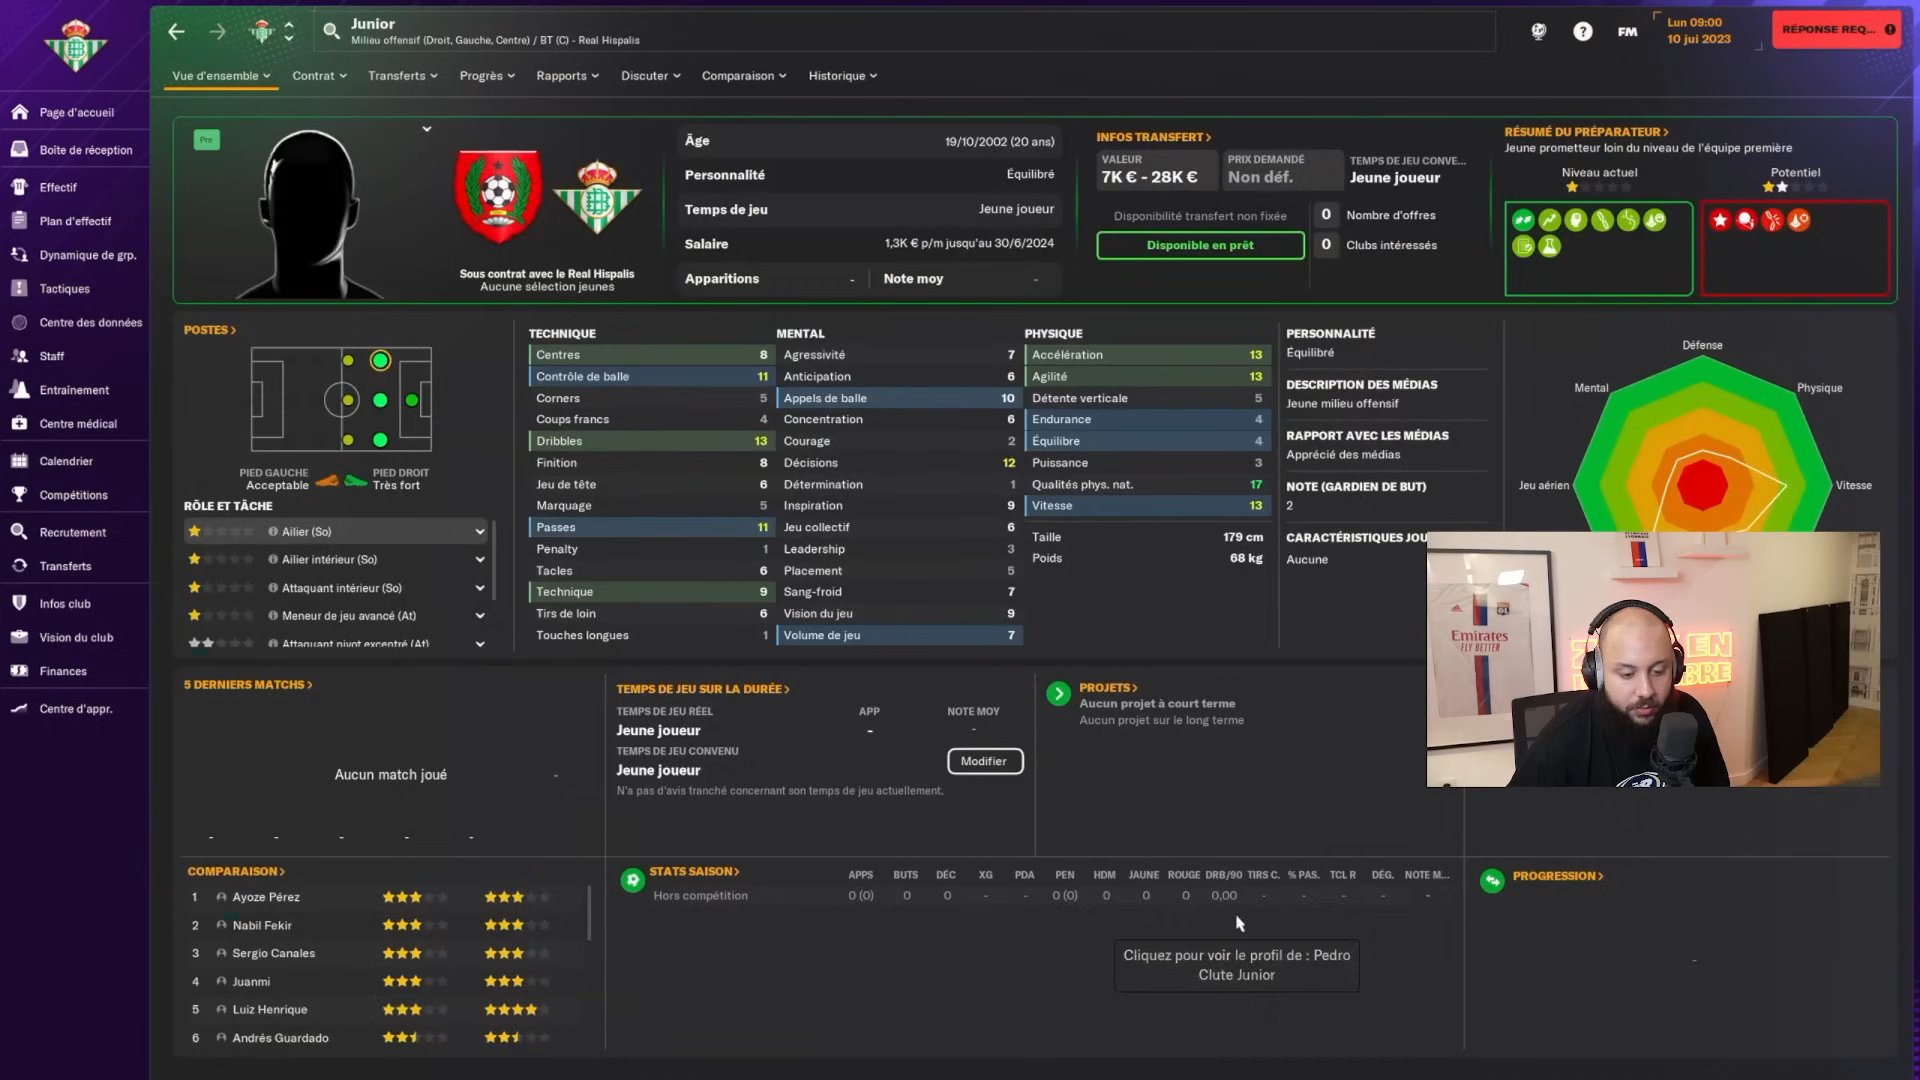 Junior
Milieu offensif (Droit, Gauche, Centre) / BT (C) - Real Hispalis
FM
Lun 09:00
10 jui 2023
RÉPONSE REQ...
Vue d'ensemble
Contrat
Transferts
Progrès
Rapports
Discuter
Comparaison
Historique
Page d'accueil
Boîte de réception
Effectif
Plan d'effectif
Dynamique de grp.
Tactiques
Centre des données
Staff
Entraînement
Centre médical
Calendrier
Compétitions
Recrutement
Transferts
Infos club
Vision du club
Finances
Centre d'appr.
Pro
Sous contrat avec le Real Hispalis
Aucune sélection jeunes
Âge 19/10/2002 (20 ans)
Personnalité Équilibré
Temps de jeu Jeune joueur
Salaire 1,3K € p/m jusqu'au 30/6/2024
Apparitions - Note moy -
INFOS TRANSFERT
VALEUR
7K € - 28K €
PRIX DEMANDÉ
Non déf.
TEMPS DE JEU CONVE...
Jeune joueur
Disponibilité transfert non fixée
Disponible en prêt
0 Nombre d'offres
0 Clubs intéressés
RÉSUMÉ DU PRÉPARATEUR
Jeune prometteur loin du niveau de l'équipe première
Niveau actuel
Potentiel
POSTES
PIED GAUCHE
Acceptable
PIED DROIT
Très fort
RÔLE ET TÂCHE
Ailier (So)
Ailier intérieur (So)
Attaquant intérieur (So)
Meneur de jeu avancé (At)
Attaquant pivot excentré (At)
TECHNIQUE
Centres 8
Contrôle de balle 11
Corners 5
Coups francs 4
Dribbles 13
Finition 8
Jeu de tête 6
Marquage 5
Passes 11
Penalty 1
Tacles 6
Technique 9
Tirs de loin 6
Touches longues 1
MENTAL
Agressivité 7
Anticipation 6
Appels de balle 10
Concentration 6
Courage 2
Décisions 12
Détermination 1
Inspiration 9
Jeu collectif 6
Leadership 3
Placement 5
Sang-froid 7
Vision du jeu 9
Volume de jeu 7
PHYSIQUE
Accélération 13
Agilité 13
Détente verticale 5
Endurance 4
Équilibre 4
Puissance 3
Qualités phys. nat. 17
Vitesse 13
Taille 179 cm
Poids 68 kg
PERSONNALITÉ
Équilibré
DESCRIPTION DES MÉDIAS
Jeune milieu offensif
RAPPORT AVEC LES MÉDIAS
Apprécié des médias
NOTE (GARDIEN DE BUT)
2
CARACTÉRISTIQUES JOU
Aucune
Défense
Mental
Physique
Jeu aérien
Vitesse
Emirates
FLY BETTER
OL
EN
5 DERNIERS MATCHS
Aucun match joué -
- - - - -
TEMPS DE JEU SUR LA DURÉE
TEMPS DE JEU RÉEL APP NOTE MOY
Jeune joueur - -
TEMPS DE JEU CONVENU
Jeune joueur
Modifier
N'a pas d'avis tranché concernant son temps de jeu actuellement.
PROJETS
Aucun projet à court terme
Aucun projet sur le long terme
COMPARAISON
1 Ayoze Pérez
2 Nabil Fekir
3 Sergio Canales
4 Juanmi
5 Luiz Henrique
6 Andrés Guardado
STATS SAISON
APPS BUTS DÉC XG PDA PEN HDM JAUNE ROUGE DRB/90 TIRS C. % PAS. TCL R DÉG. NOTE M...
Hors compétition 0 (0) 0 0 - - 0 (0) 0 0 0 0,00 - - - - -
Cliquez pour voir le profil de : Pedro
Clute Junior
PROGRESSION
-